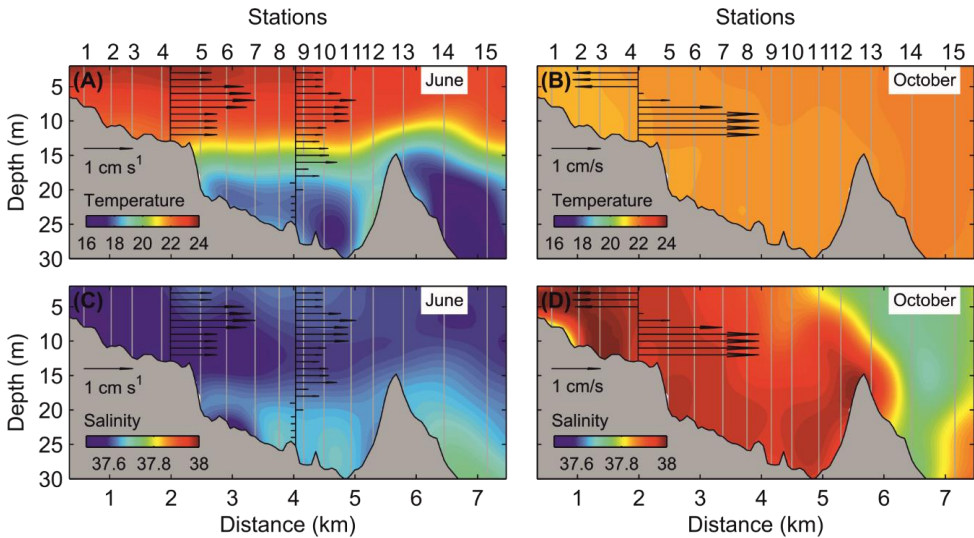 Stations Stations
1 2 3 4 5 6 7 8 9 10 11 12 13 14 15 1 2 3 4 5 6 7 8 9 10 11 12 13 14 15
(A) June (B) October
5
10
15
20
25
30
Depth (m)
1 cm s¹ 1 cm/s
Temperature Temperature
16 18 20 22 24 16 18 20 22 24
(C) June (D) October
5
10
15
20
25
30
Depth (m)
1 cm s¹ 1 cm/s
Salinity Salinity
37.6 37.8 38 37.6 37.8 38
1 2 3 4 5 6 7 1 2 3 4 5 6 7
Distance (km) Distance (km)